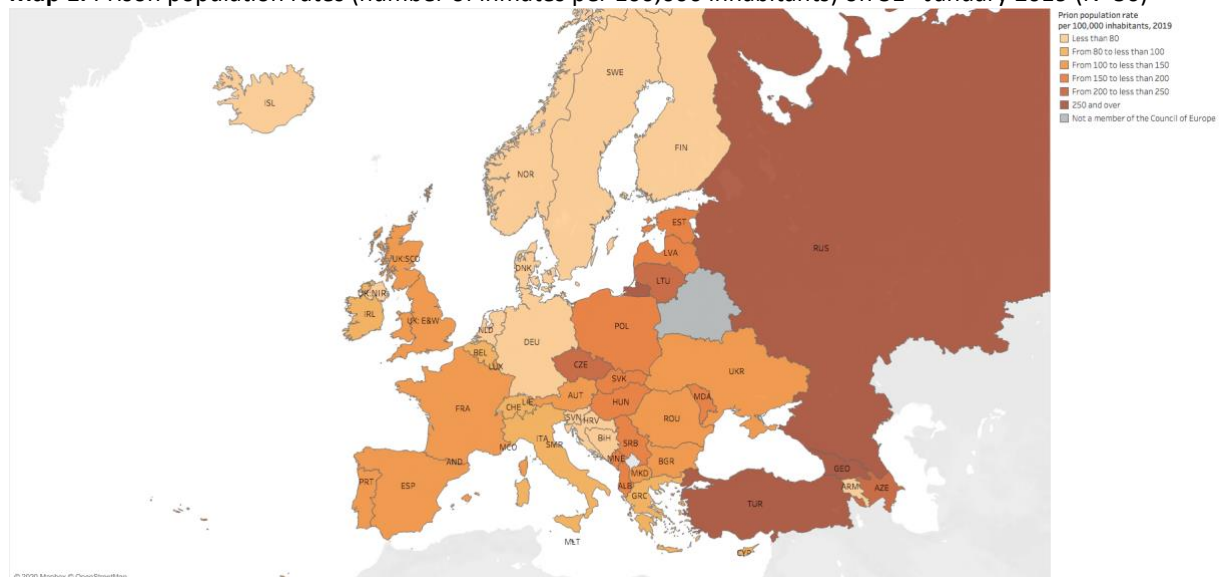 Map 1. Prison population rates (number of inmates per 100,000 inhabitants) on 31st January 2019 (N=50)
Prion population rate
per 100,000 inhabitants, 2019
Less than 80
From 80 to less than 100
From 100 to less than 150
From 150 to less than 200
From 200 to less than 250
250 and over
Not a member of the Council of Europe
ISL
SWE
FIN
NOR
RUS
EST
UK:SCO
LVA
DNK
LTU
UK:NIR
IRL
UK: E&W
NLD
POL
DEU
BEL
LUX
CZE
UKR
SVK
AUT
HUN
MDA
FRA
CHE
LIE
ROU
SVN
HRV
ITA
BIH
SRB
SMR
MCO
MNE
BGR
AND
MKD
GEO
PRT
ESP
ALB
ARM
AZE
GRC
TUR
MLT
CYP
© 2020 Mapbox © OpenStreetMap